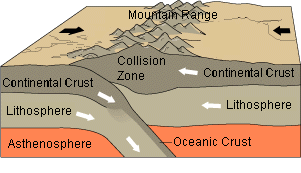 Mountain Range
Collision
Zone
Continental Crust
Continental Crust
Lithosphere
Lithosphere
Asthenosphere
Oceanic Crust